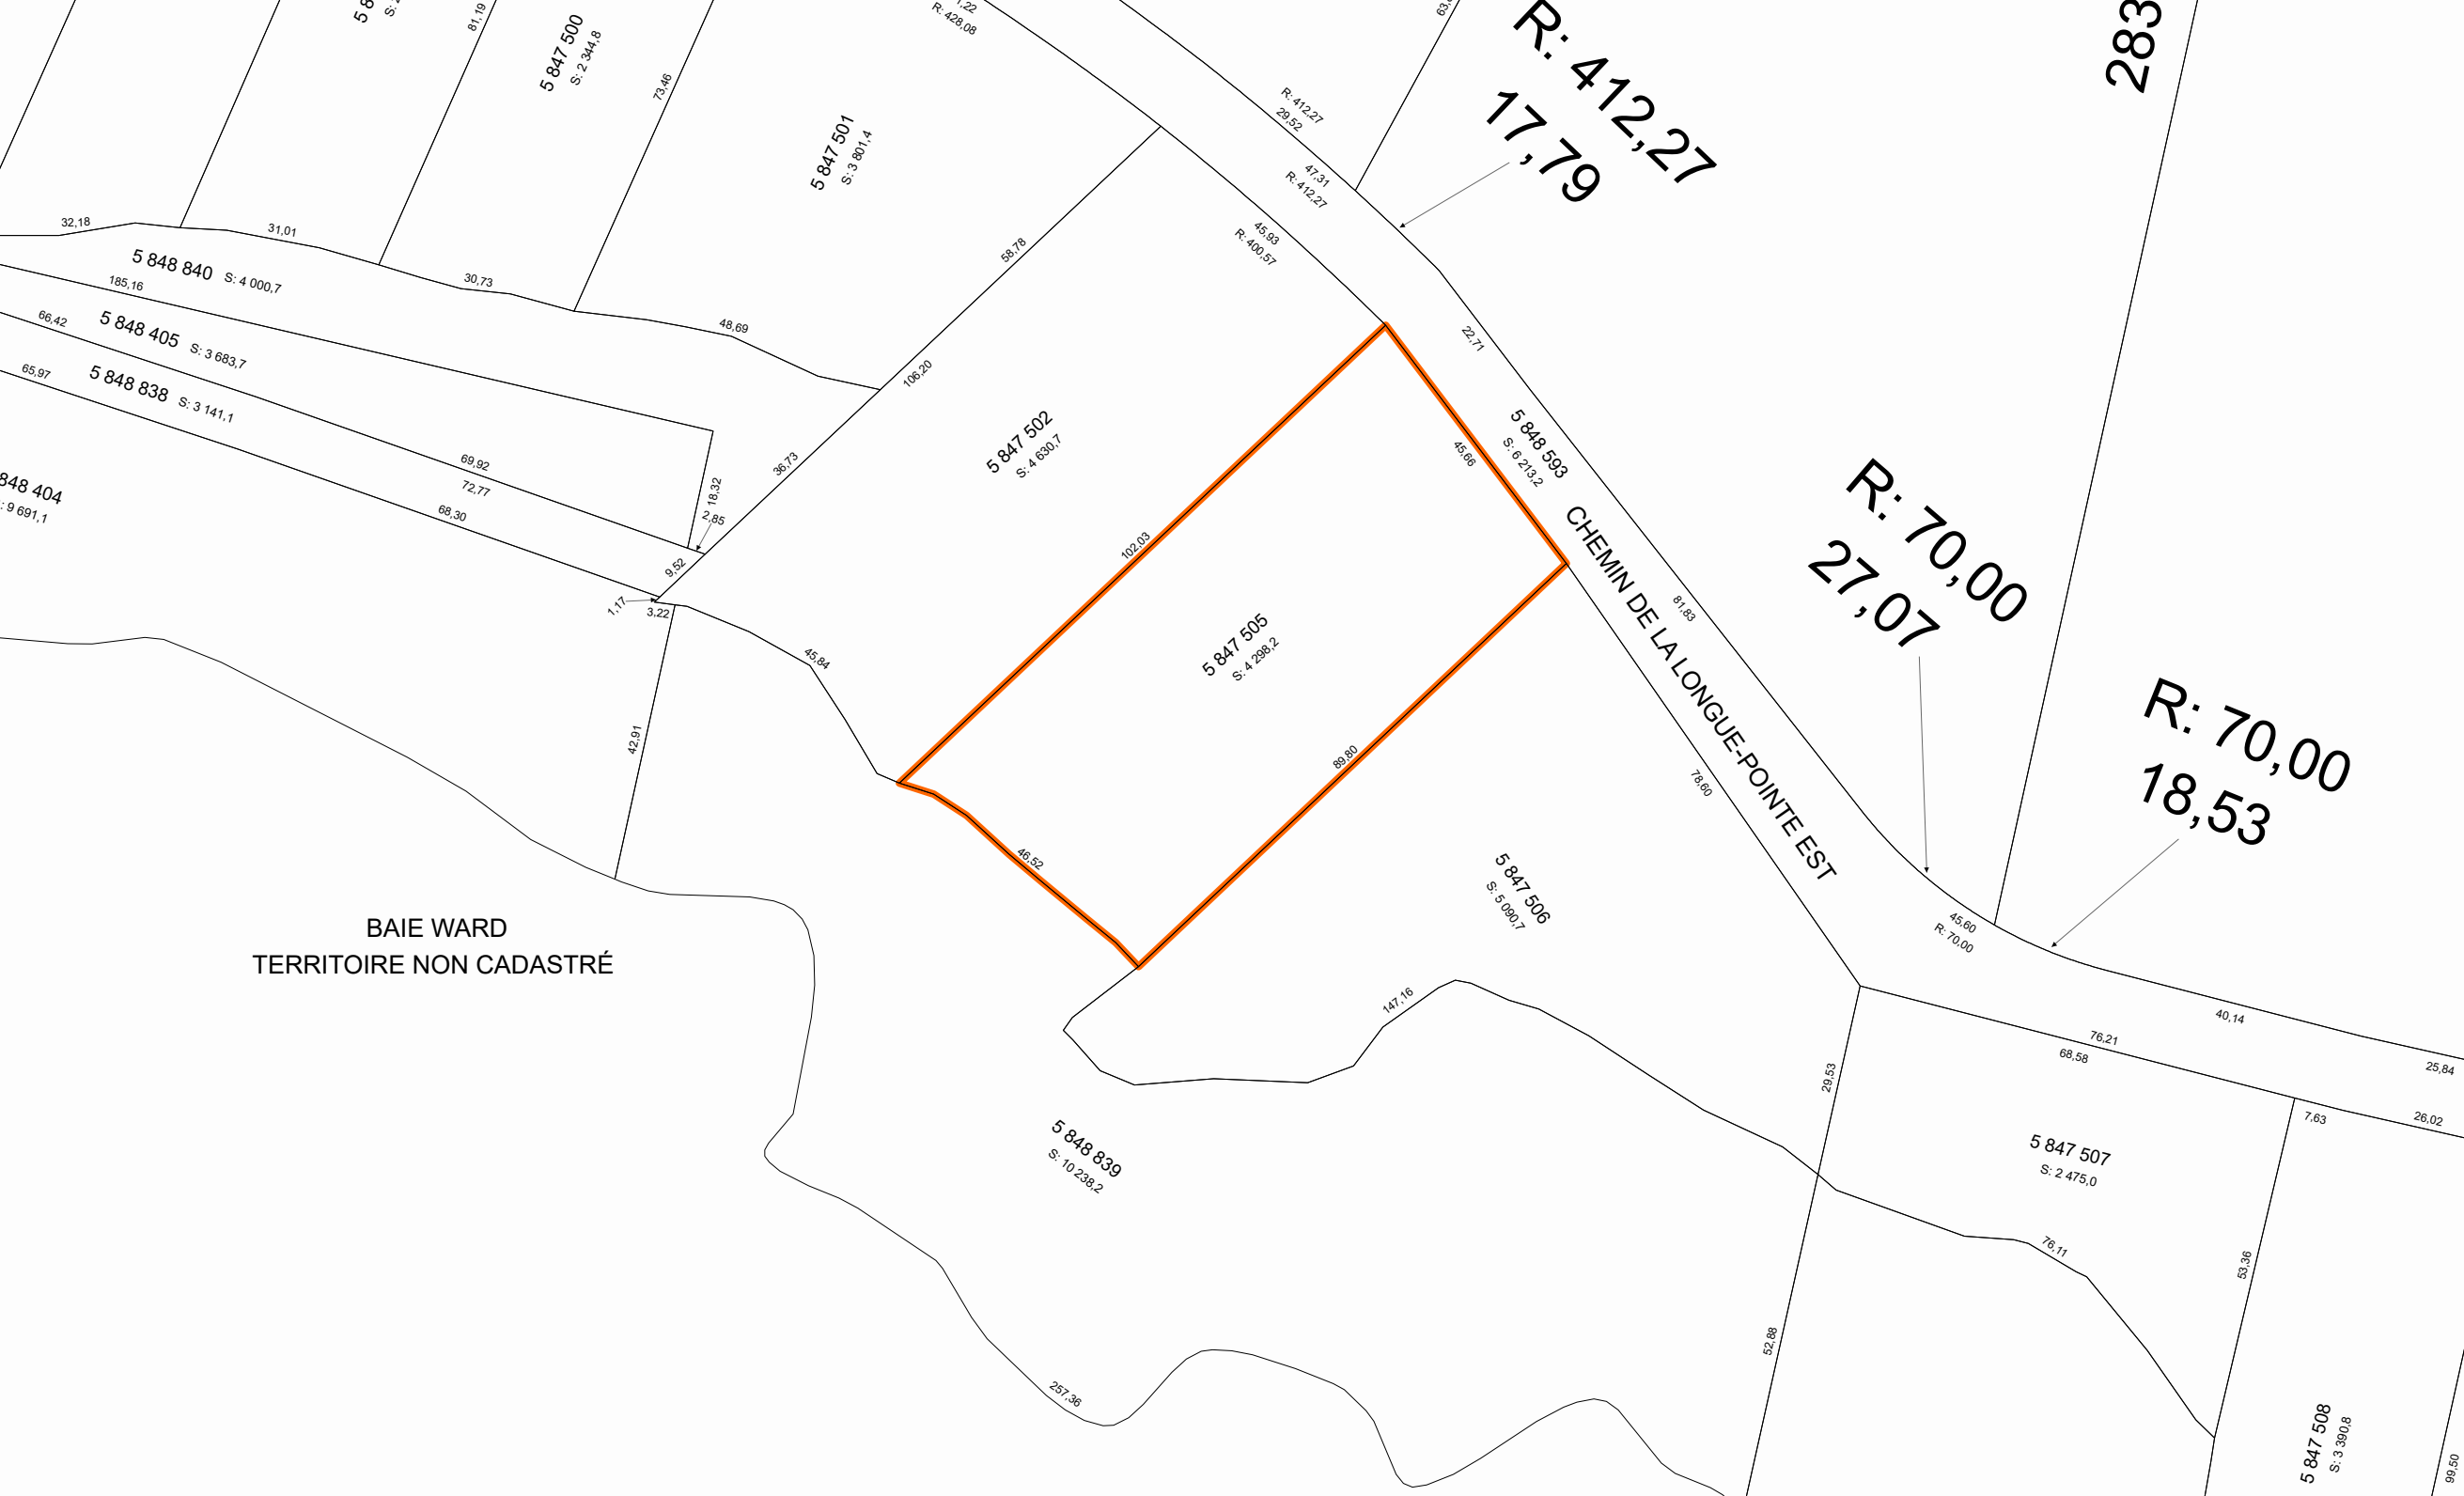 81,19
5 847 500
S: 2 344,8
73,46
5 847 501
S: 3 801,4
R: 428,08
R: 412,27
29,52
47,31
R: 412,27
R: 412,27
17,79
283
45,93
R: 400,57
58,78
32,18
31,01
5 848 840 S: 4 000,7
30,73
185,16
48,69
66,42
5 848 405 S: 3 683,7
65,97
5 848 838 S: 3 141,1
106,20
22,71
5 847 502
S: 4 630,7
5 848 593
S: 6 213,2
45,66
69,92
72,77
36,73
18,32
2,85
68,30
848 404
: 9 691,1
102,03
9,52
1,17
3,22
CHEMIN DE LA LONGUE-POINTE EST
R: 70,00
27,07
81,83
45,84
5 847 505
S: 4 298,2
42,91
89,80
78,60
R: 70,00
18,53
46,52
5 847 506
S: 5 090,7
BAIE WARD
TERRITOIRE NON CADASTRÉ
45,60
R: 70,00
147,16
40,14
76,21
68,58
25,84
29,53
7,63
26,02
5 848 839
S: 10 238,2
5 847 507
S: 2 475,0
76,11
53,36
52,88
257,36
5 847 508
S: 3 390,8
99,50